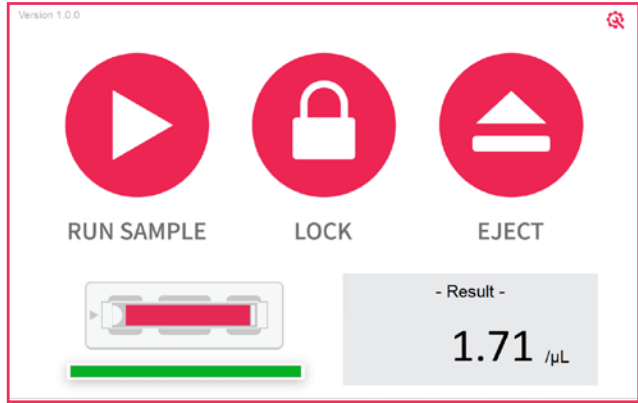 Version 1.0.0
RUN SAMPLE
LOCK
EJECT
- Result -
1.71 /µL